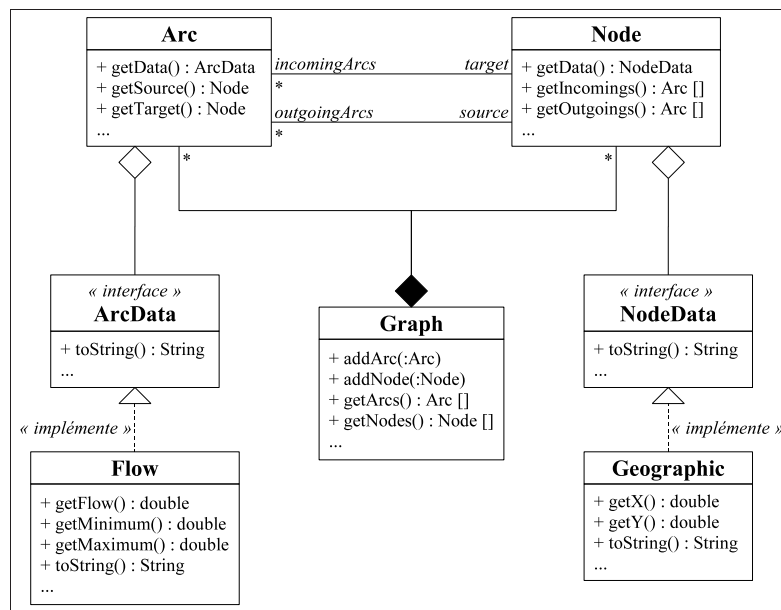 Arc
+ getData() : ArcData
+ getSource() : Node
+ getTarget() : Node
...
incomingArcs
target
*
outgoingArcs
source
*
Node
+ getData() : NodeData
+ getIncomings() : Arc []
+ getOutgoings() : Arc []
...
*
*
« interface »
ArcData
+ toString() : String
...
« implémente »
Flow
+ getFlow() : double
+ getMinimum() : double
+ getMaximum() : double
+ toString() : String
...
Graph
+ addArc(:Arc)
+ addNode(:Node)
+ getArcs() : Arc []
+ getNodes() : Node []
...
« interface »
NodeData
+ toString() : String
...
« implémente »
Geographic
+ getX() : double
+ getY() : double
+ toString() : String
...